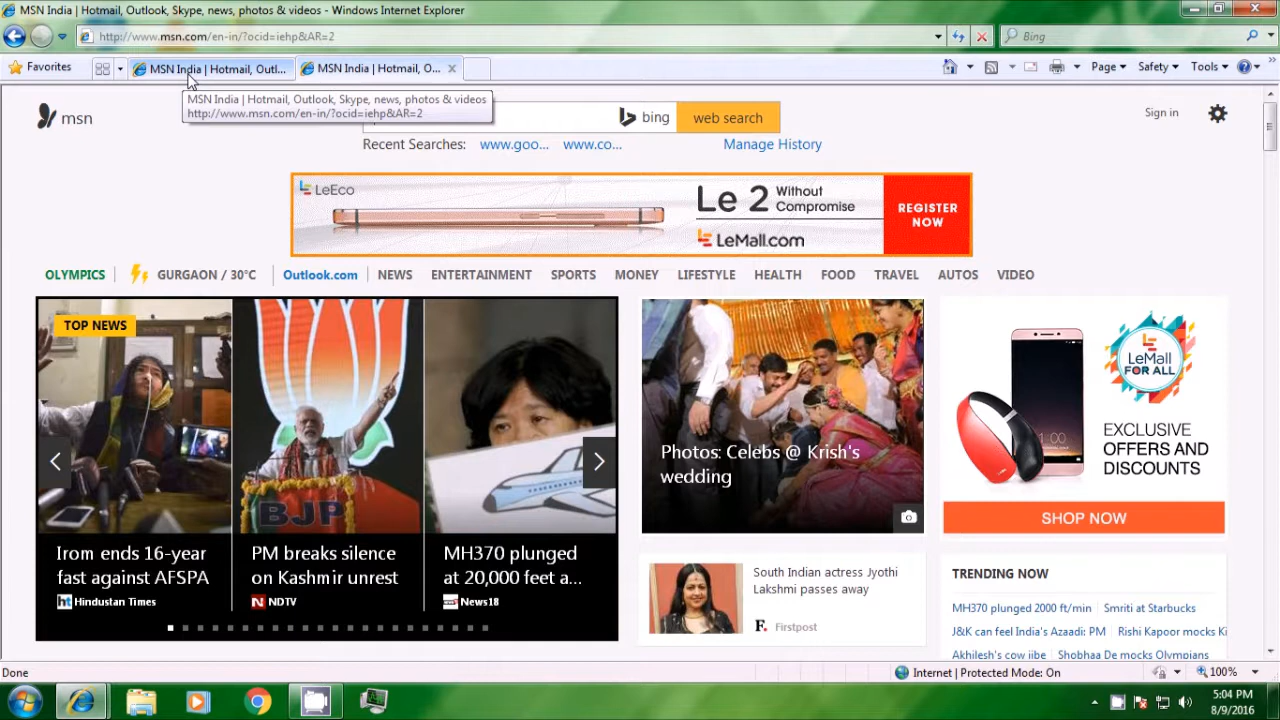 MSN India | Hotmail, Outlook, Skype, news, photos & videos - Windows Internet Explorer
http://www.msn.com/en-in/?ocid=iehp&AR=2
Bing
Favorites
MSN India | Hotmail, Outl...
MSN India | Hotmail, O...
Page
Safety
Tools
MSN India | Hotmail, Outlook, Skype, news, photos & videos
http://www.msn.com/en-in/?ocid=iehp&AR=2
msn
bing
web search
Sign in
Recent Searches:
www.goo...
www.co...
Manage History
LeEco
Le 2 Without
Compromise
LeMall.com
REGISTER
NOW
OLYMPICS
GURGAON / 30°C
Outlook.com
NEWS
ENTERTAINMENT
SPORTS
MONEY
LIFESTYLE
HEALTH
FOOD
TRAVEL
AUTOS
VIDEO
TOP NEWS
BJP
Irom ends 16-year
fast against AFSPA
ht Hindustan Times
PM breaks silence
on Kashmir unrest
N NDTV
MH370 plunged
at 20,000 feet a...
News18
Photos: Celebs @ Krish's
wedding
South Indian actress Jyothi
Lakshmi passes away
F. Firstpost
LeMall
FOR ALL
1:00
EXCLUSIVE
OFFERS AND
DISCOUNTS
SHOP NOW
TRENDING NOW
MH370 plunged 2000 ft/min
Smriti at Starbucks
J&K can feel India's Azaadi: PM
Rishi Kapoor mocks Ki
Akhilesh's cow jibe
Shobhaa De mocks Olympians
Done
Internet | Protected Mode: On
100%
5:04 PM
8/9/2016